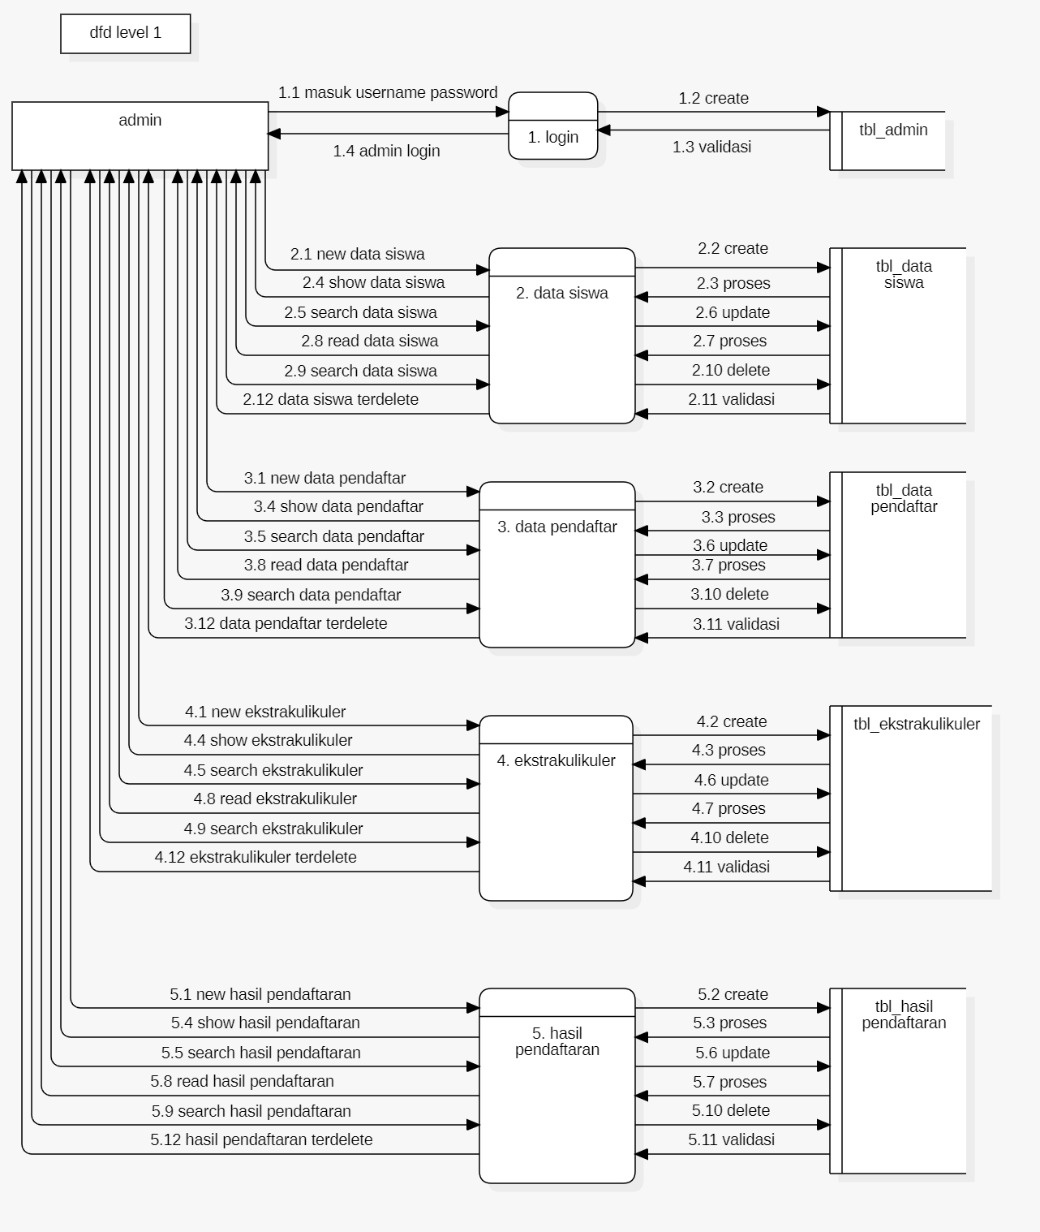 dfd level 1
admin
1.1 masuk username password
1.4 admin login
1. login
1.2 create
1.3 validasi
tbl_admin
2.1 new data siswa
2.4 show data siswa
2.5 search data siswa
2.8 read data siswa
2.9 search data siswa
2.12 data siswa terdelete
2. data siswa
2.2 create
2.3 proses
2.6 update
2.7 proses
2.10 delete
2.11 validasi
tbl_data
siswa
3.1 new data pendaftar
3.4 show data pendaftar
3.5 search data pendaftar
3.8 read data pendaftar
3.9 search data pendaftar
3.12 data pendaftar terdelete
3. data pendaftar
3.2 create
3.3 proses
3.6 update
3.7 proses
3.10 delete
3.11 validasi
tbl_data
pendaftar
4.1 new ekstrakulikuler
4.4 show ekstrakulikuler
4.5 search ekstrakulikuler
4.8 read ekstrakulikuler
4.9 search ekstrakulikuler
4.12 ekstrakulikuler terdelete
4. ekstrakulikuler
4.2 create
4.3 proses
4.6 update
4.7 proses
4.10 delete
4.11 validasi
tbl_ekstrakulikuler
5.1 new hasil pendaftaran
5.4 show hasil pendaftaran
5.5 search hasil pendaftaran
5.8 read hasil pendaftaran
5.9 search hasil pendaftaran
5.12 hasil pendaftaran terdelete
5. hasil
pendaftaran
5.2 create
5.3 proses
5.6 update
5.7 proses
5.10 delete
5.11 validasi
tbl_hasil
pendaftaran